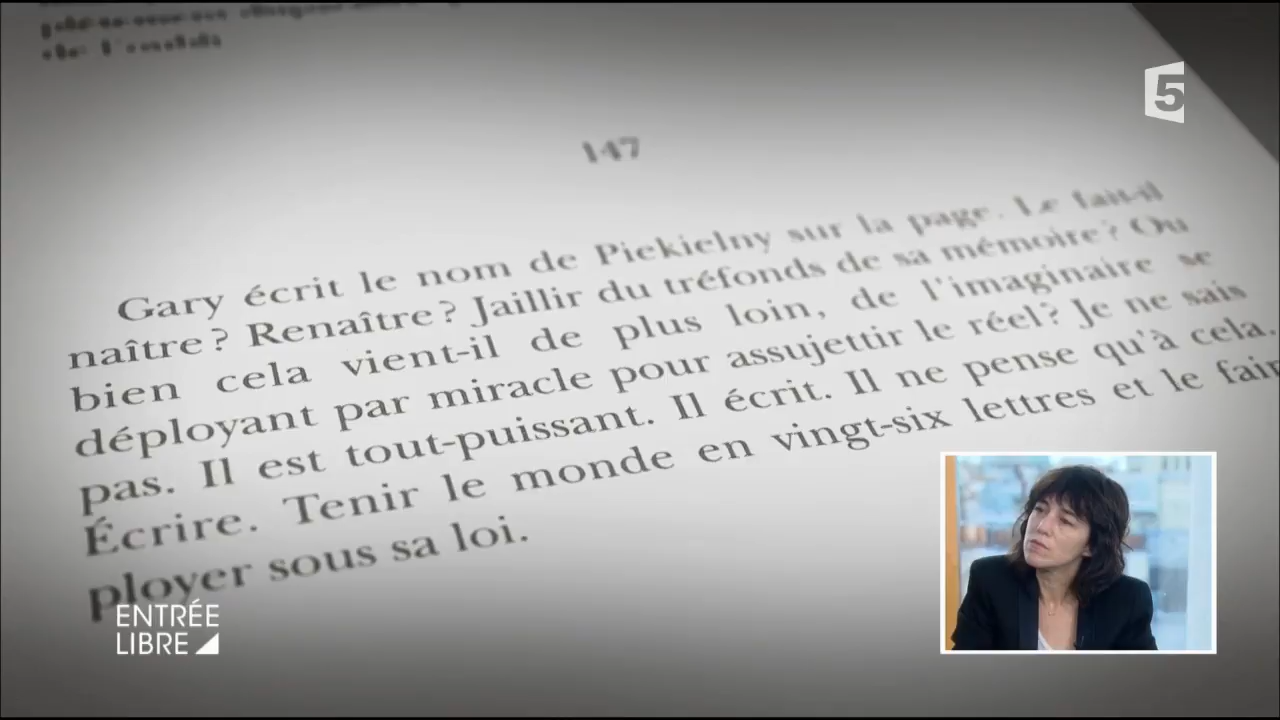 5
147
Gary écrit le nom de Piekielny sur la page. Le fait-il
naître ? Renaître ? Jaillir du tréfonds de sa mémoire ? Ou
bien cela vient-il de plus loin, de l'imaginaire se
déployant par miracle pour assujettir le réel ? Je ne sais
pas. Il est tout-puissant. Il écrit. Il ne pense qu'à cela.
Écrire. Tenir le monde en vingt-six lettres et le fair
ployer sous sa loi.
ENTRÉE
LIBRE